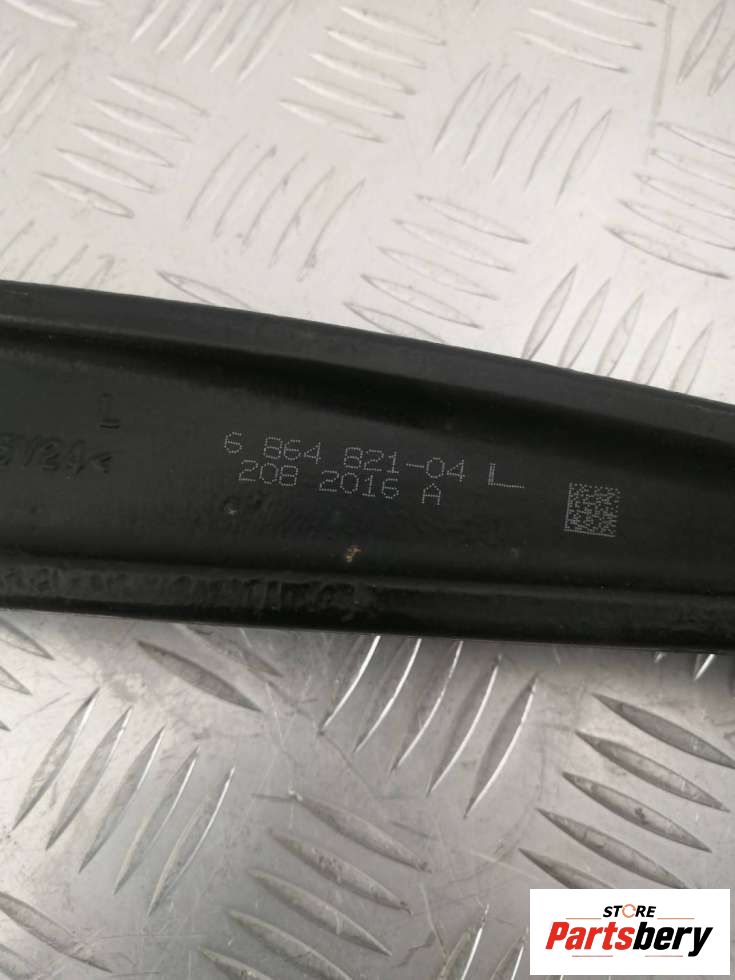 L
6 864 821-04 L
208 2016 A
STORE
Partsbery